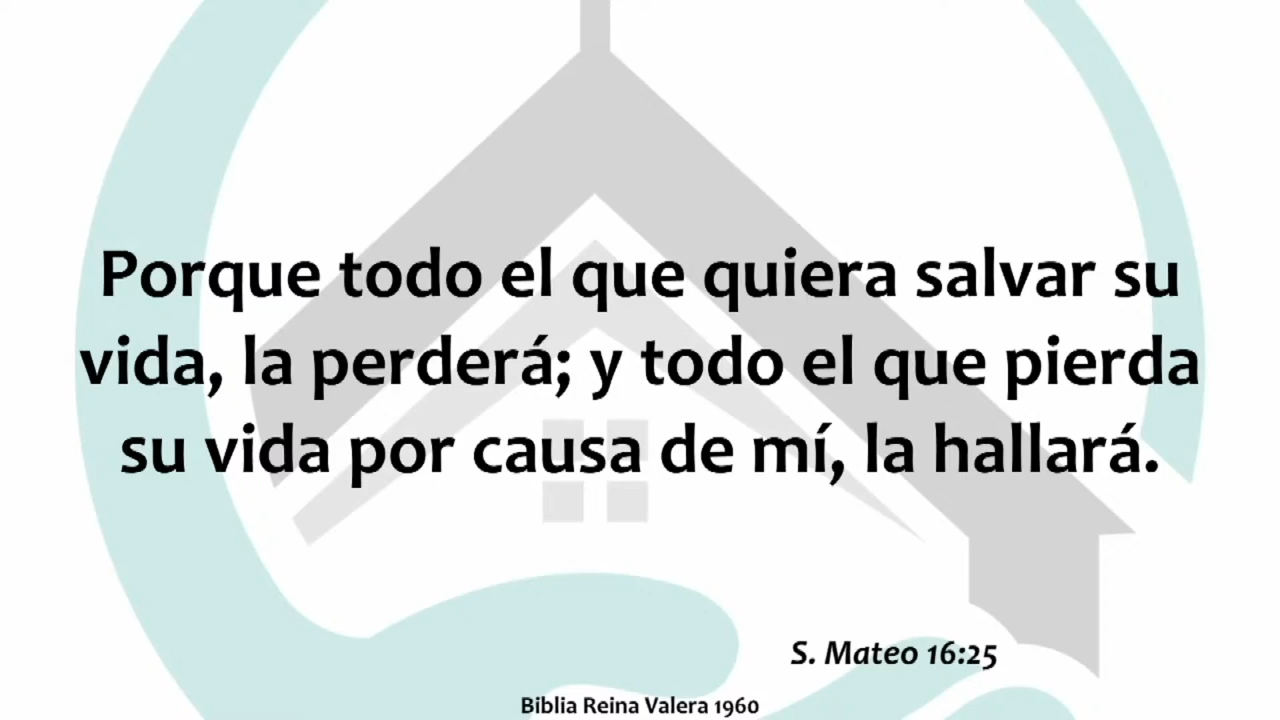 Porque todo el que quiera salvar su
vida, la perderá; y todo el que pierda
su vida por causa de mí, la hallará.
S. Mateo 16:25
Biblia Reina Valera 1960